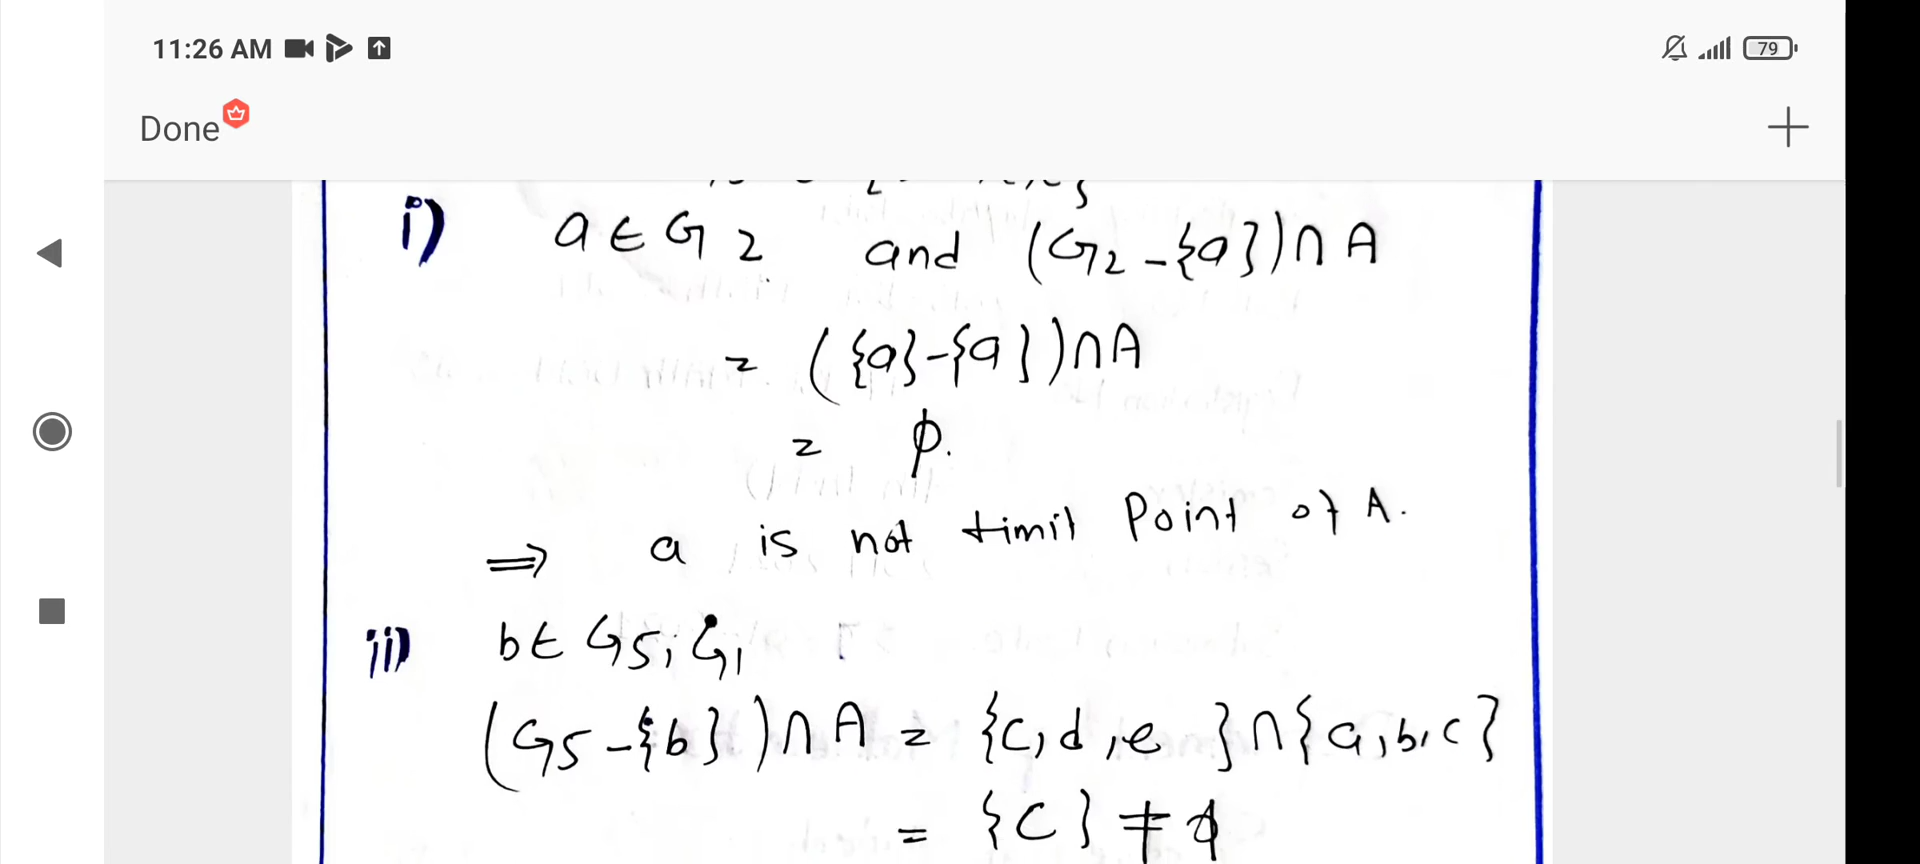 11:26 AM
79
Done
i) a ∈ G2 and (G2-{a})∩A
= ({a}-{a})∩A
= ϕ.
⇒ a is not limit Point of A.
ii) b∈ G5, G1
(G5-{b})∩A = {c,d,e}∩{a,b,c}
= {c} ≠ ϕ